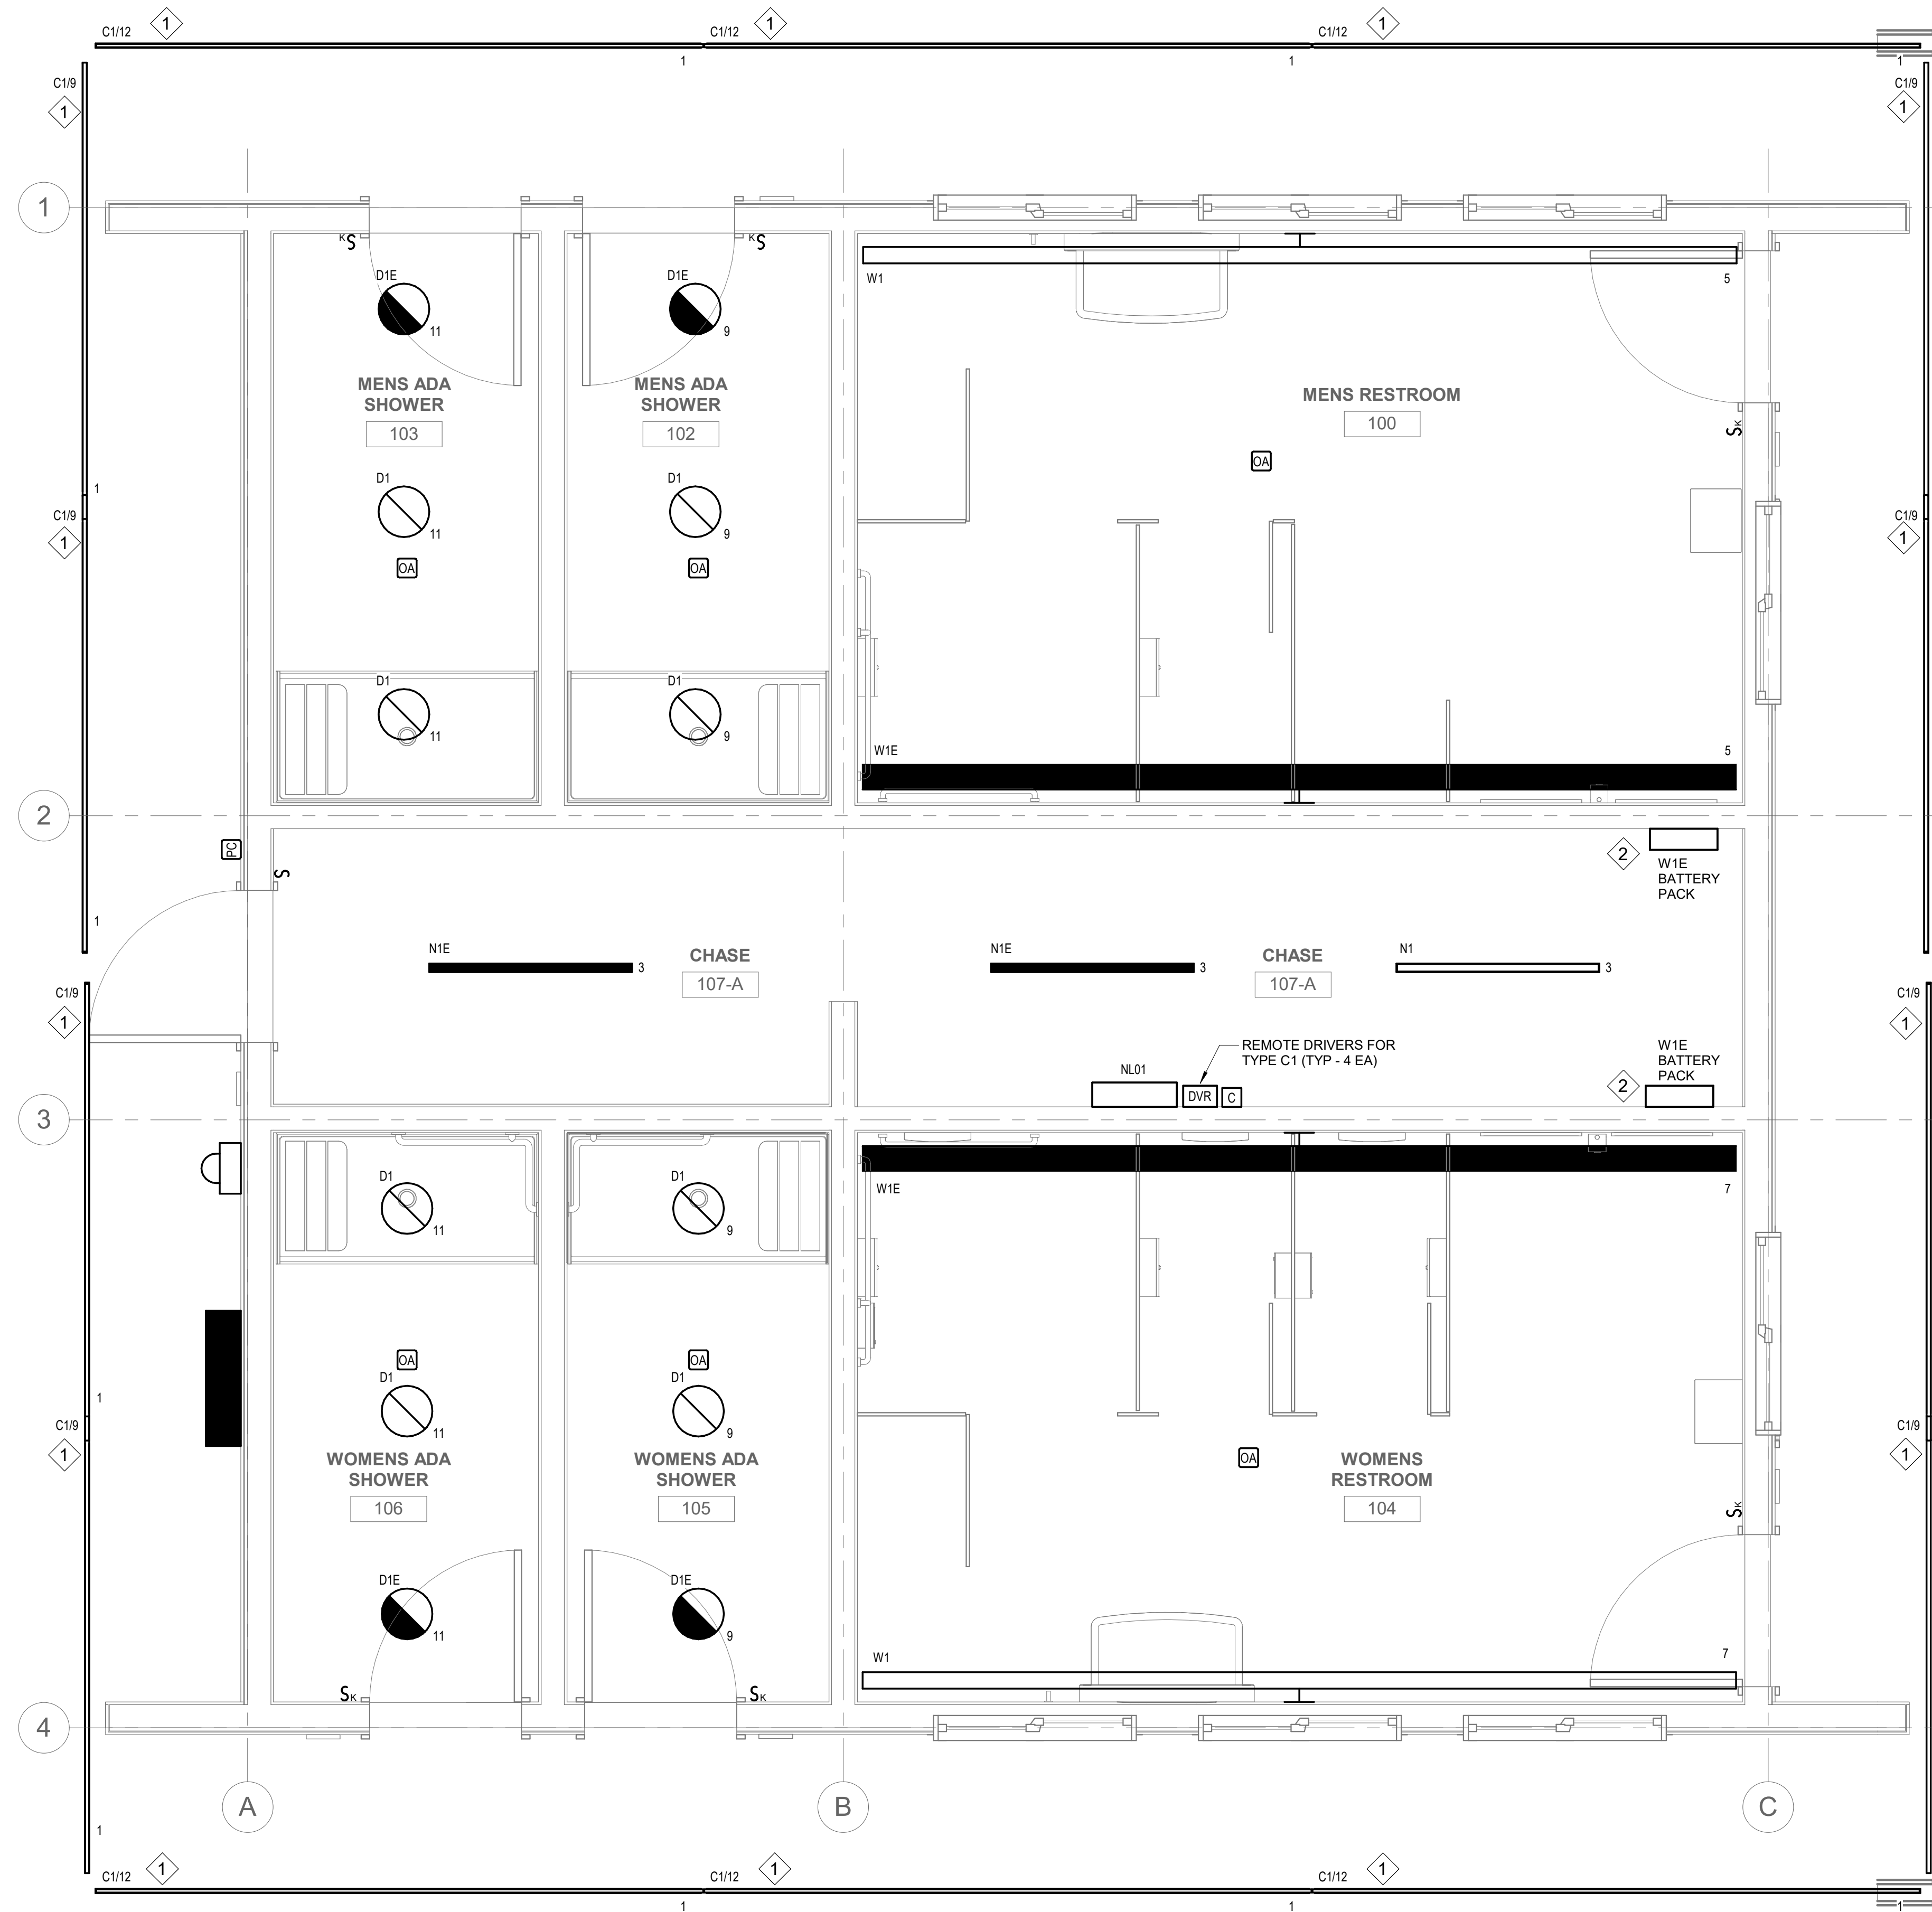 C1/12
1
C1/12
1
C1/12
1
1
1
1
C1/9
1
C1/9
1
1
K
S
K
S
D1E
11
D1E
9
W1
5
MENS ADA
SHOWER
103
MENS ADA
SHOWER
102
MENS RESTROOM
100
S
K
OA
D1
11
D1
9
OA
OA
1
C1/9
1
C1/9
1
D1
11
D1
9
W1E
5
2
PC
S
2
W1E
BATTERY
PACK
1
N1E
3
CHASE
107-A
N1E
3
CHASE
107-A
N1
3
C1/9
1
C1/9
1
REMOTE DRIVERS FOR
TYPE C1 (TYP - 4 EA)
NL01
DVR
C
2
W1E
BATTERY
PACK
3
D1
11
D1
9
W1E
7
OA
OA
D1
11
D1
9
1
C1/9
1
C1/9
1
WOMENS ADA
SHOWER
106
WOMENS ADA
SHOWER
105
OA
WOMENS
RESTROOM
104
S
K
D1E
11
D1E
9
W1
7
S
K
S
K
4
A
B
C
1
C1/12
1
C1/12
1
C1/12
1
1
1
1